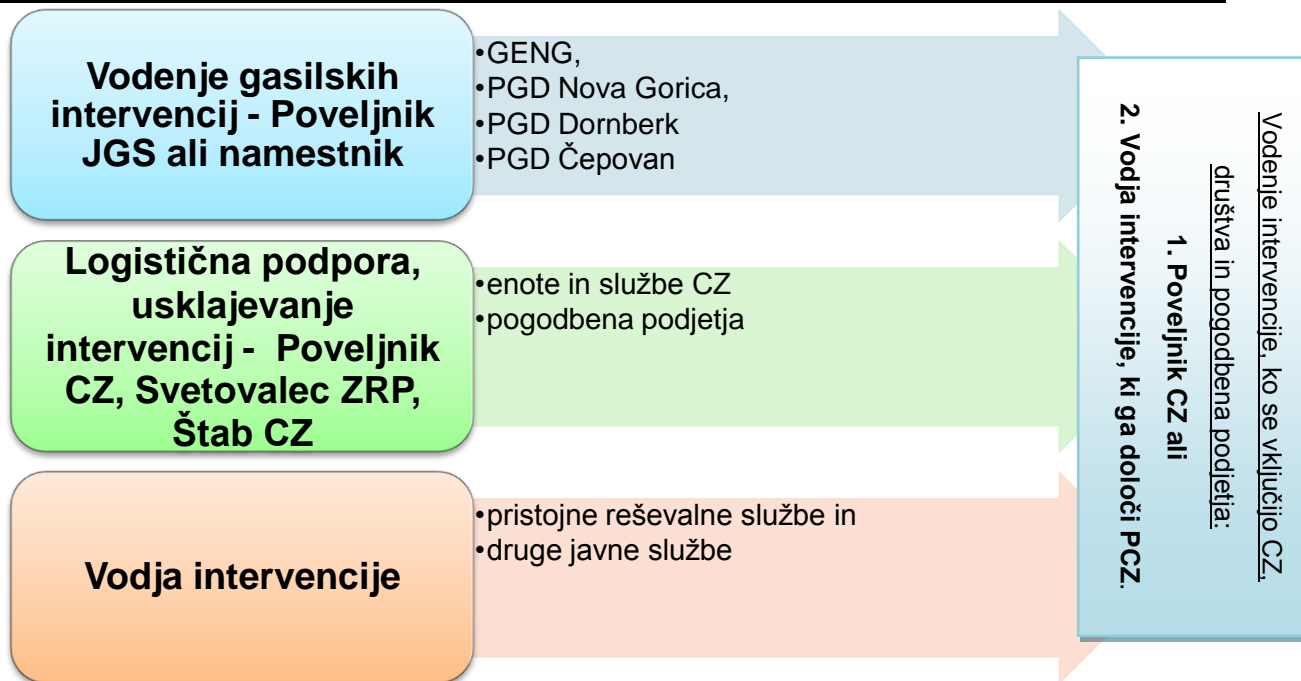 Vodenje gasilskih
intervencij - Poveljnik
JGS ali namestnik
•GENG,
•PGD Nova Gorica,
•PGD Dornberk
•PGD Čepovan
Logistična podpora,
usklajevanje
intervencij - Poveljnik
CZ, Svetovalec ZRP,
Štab CZ
•enote in službe CZ
•pogodbena podjetja
Vodja intervencije
•pristojne reševalne službe in
•druge javne službe
Vodenje intervencije, ko se vključijo CZ,
društva in pogodbena podjetja:
1. Poveljnik CZ ali
2. Vodja intervencije, ki ga določi PCZ.